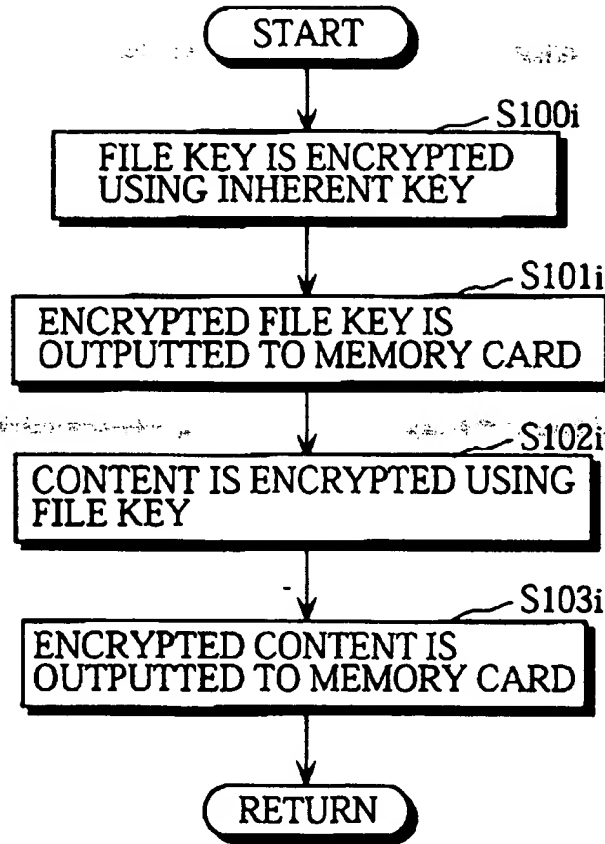 START
S100i
FILE KEY IS ENCRYPTED
USING INHERENT KEY
S101i
ENCRYPTED FILE KEY IS
OUTPUTTED TO MEMORY CARD
S102i
CONTENT IS ENCRYPTED USING
FILE KEY
S103i
ENCRYPTED CONTENT IS
OUTPUTTED TO MEMORY CARD
RETURN